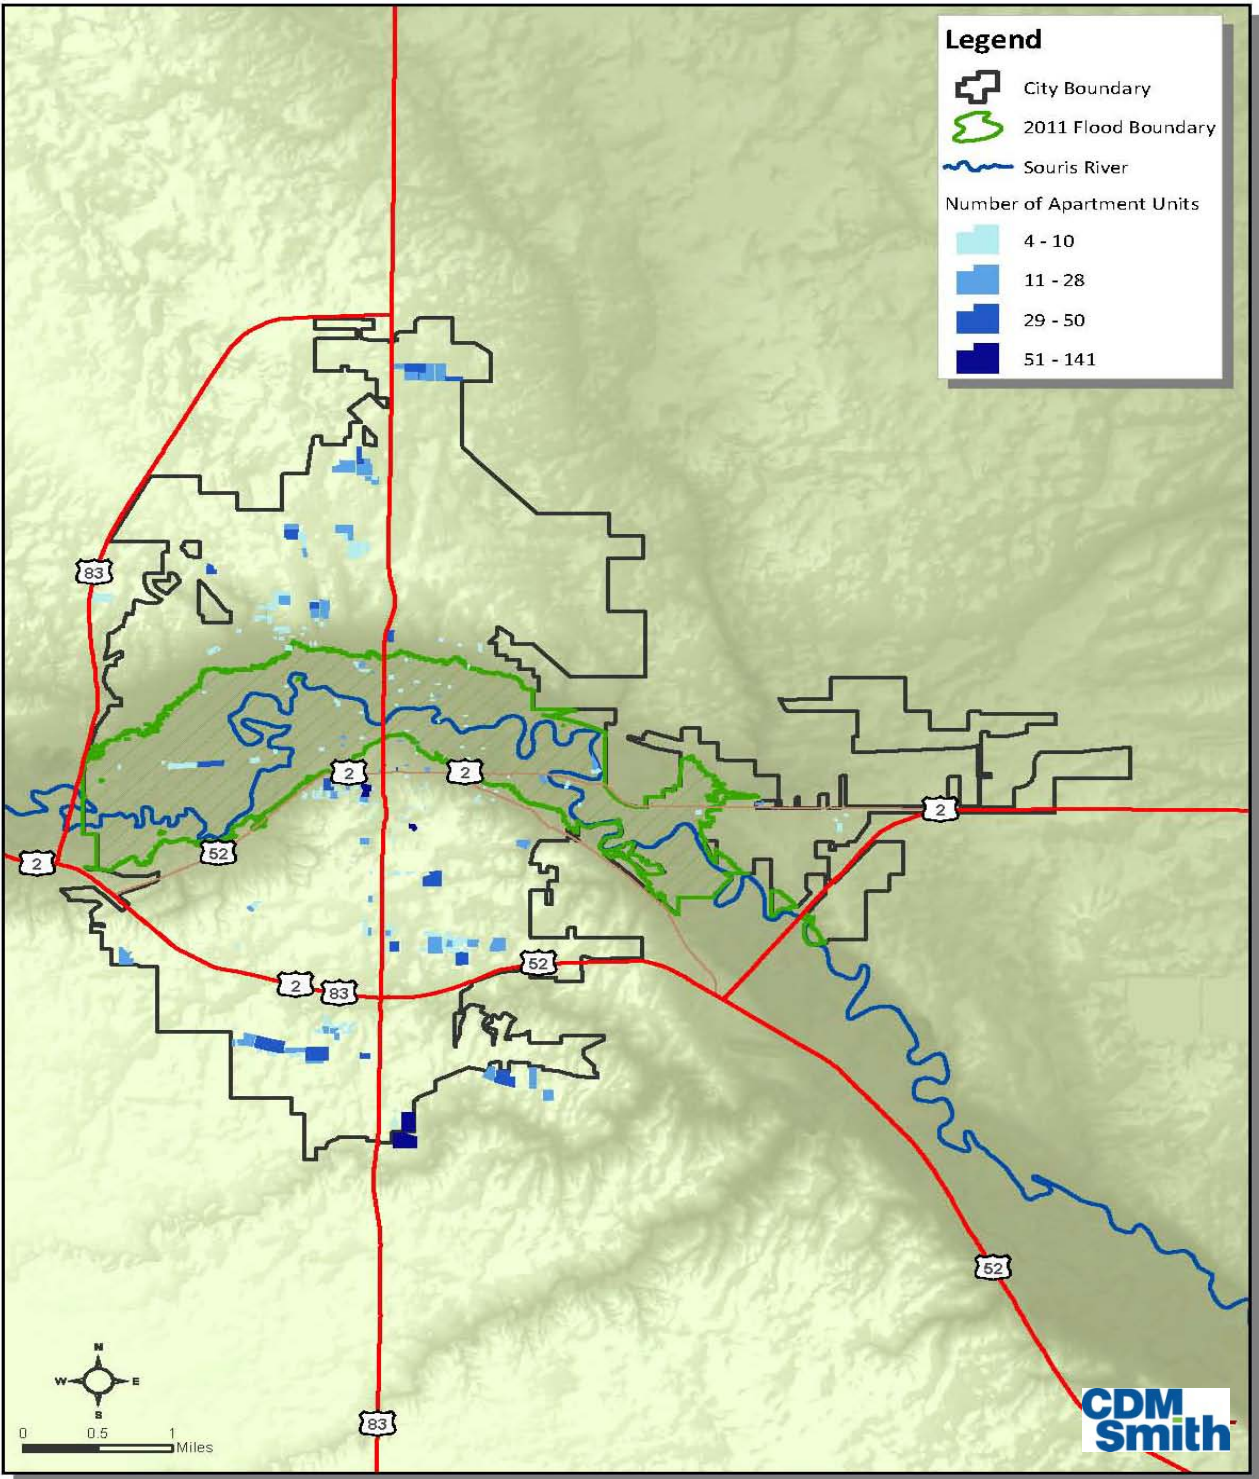 Legend
City Boundary
2011 Flood Boundary
Souris River
Number of Apartment Units
4 - 10
11 - 28
29 - 50
51 - 141
83
2
2
52
2
2
52
2
83
52
83
N
W E
S
0 0.5 1
Miles
CDM
Smith